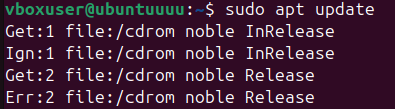 vboxuser@ubuntuuuu:~$ sudo apt update
Get:1 file:/cdrom noble InRelease
Ign:1 file:/cdrom noble InRelease
Get:2 file:/cdrom noble Release
Err:2 file:/cdrom noble Release